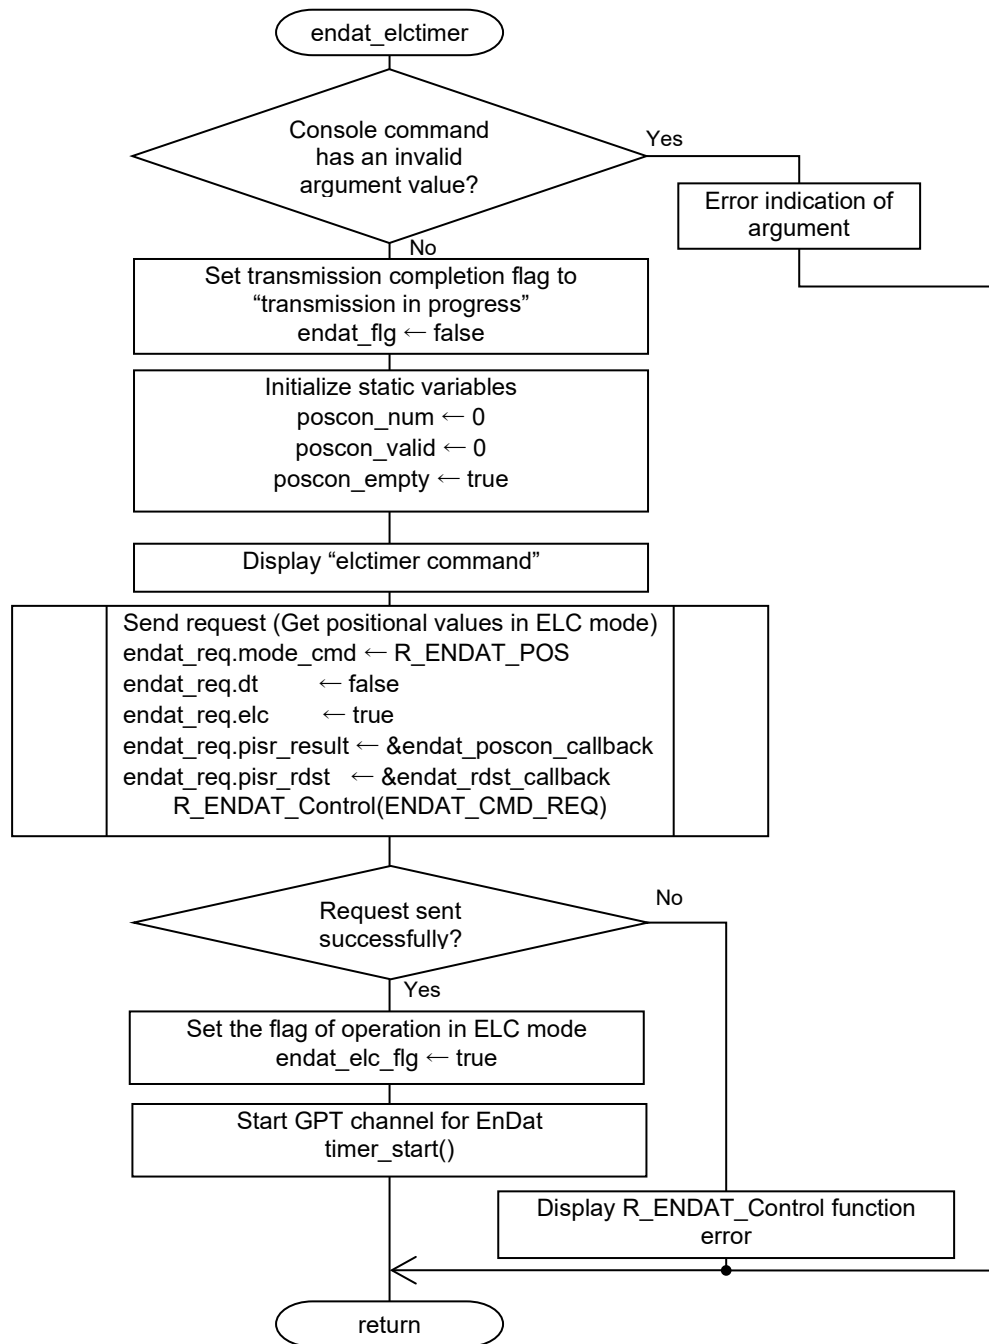 endat_elctimer
Console command
has an invalid
argument value?
Yes
Error indication of
argument
No
Set transmission completion flag to
“transmission in progress”
endat_flg ← false
Initialize static variables
poscon_num ← 0
poscon_valid ← 0
poscon_empty ← true
Display “elctimer command”
Send request (Get positional values in ELC mode)
endat_req.mode_cmd ← R_ENDAT_POS
endat_req.dt ← false
endat_req.elc ← true
endat_req.pisr_result ← &endat_poscon_callback
endat_req.pisr_rdst ← &endat_rdst_callback
R_ENDAT_Control(ENDAT_CMD_REQ)
Request sent
successfully?
No
Yes
Set the flag of operation in ELC mode
endat_elc_flg ← true
Start GPT channel for EnDat
timer_start()
Display R_ENDAT_Control function
error
return